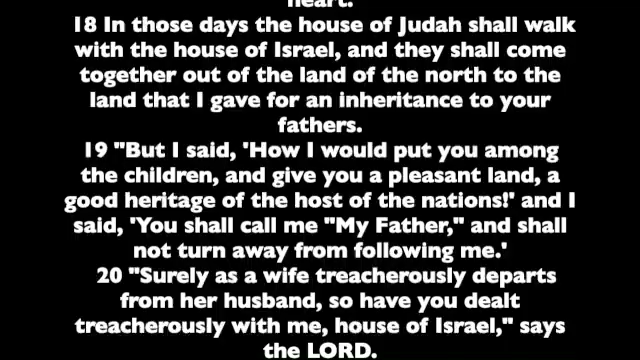 heart.
18 In those days the house of Judah shall walk
with the house of Israel, and they shall come
together out of the land of the north to the
land that I gave for an inheritance to your
fathers.
19 "But I said, 'How I would put you among
the children, and give you a pleasant land, a
good heritage of the host of the nations!' and I
said, 'You shall call me "My Father," and shall
not turn away from following me.'
20 "Surely as a wife treacherously departs
from her husband, so have you dealt
treacherously with me, house of Israel," says
the LORD.